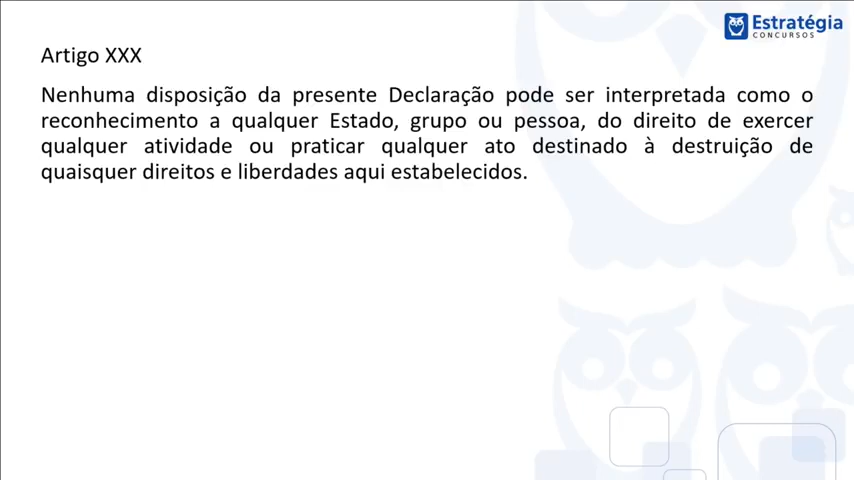 Estratégia
CONCURSOS
Artigo XXX
Nenhuma disposição da presente Declaração pode ser interpretada como o
reconhecimento a qualquer Estado, grupo ou pessoa, do direito de exercer
qualquer atividade ou praticar qualquer ato destinado à destruição de
quaisquer direitos e liberdades aqui estabelecidos.